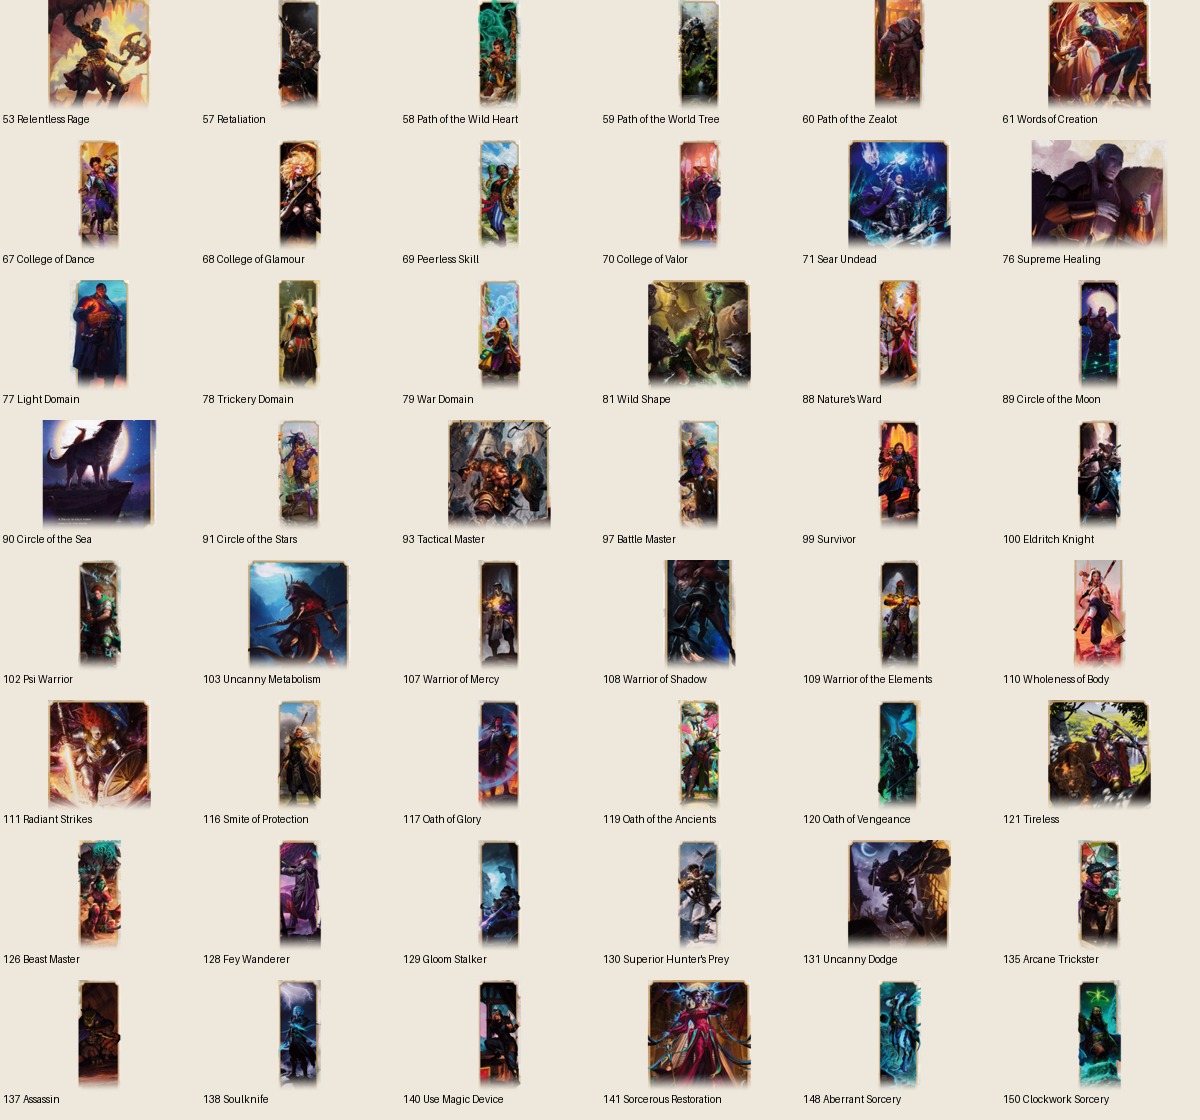 53 Relentless Rage
57 Retaliation
58 Path of the Wild Heart
59 Path of the World Tree
60 Path of the Zealot
61 Words of Creation
67 College of Dance
68 College of Glamour
69 Peerless Skill
70 College of Valor
71 Sear Undead
76 Supreme Healing
77 Light Domain
78 Trickery Domain
79 War Domain
81 Wild Shape
88 Nature's Ward
89 Circle of the Moon
90 Circle of the Sea
91 Circle of the Stars
93 Tactical Master
97 Battle Master
99 Survivor
100 Eldritch Knight
102 Psi Warrior
103 Uncanny Metabolism
107 Warrior of Mercy
108 Warrior of Shadow
109 Warrior of the Elements
110 Wholeness of Body
111 Radiant Strikes
116 Smite of Protection
117 Oath of Glory
119 Oath of the Ancients
120 Oath of Vengeance
121 Tireless
126 Beast Master
128 Fey Wanderer
129 Gloom Stalker
130 Superior Hunter's Prey
131 Uncanny Dodge
135 Arcane Trickster
137 Assassin
138 Soulknife
140 Use Magic Device
141 Sorcerous Restoration
148 Aberrant Sorcery
150 Clockwork Sorcery